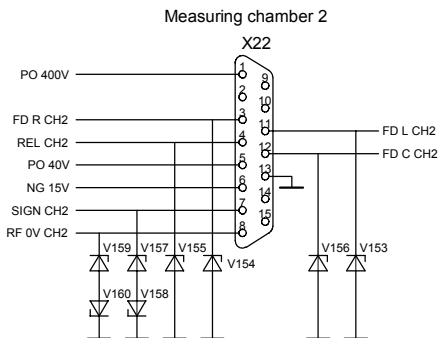 Measuring chamber 2
X22
PO 400V
1
9
2
10
FD R CH2
3
11
FD L CH2
REL CH2
4
12
FD C CH2
PO 40V
5
13
NG 15V
6
14
SIGN CH2
7
15
RF 0V CH2
8
V159
V157
V155
V154
V156
V153
V160
V158